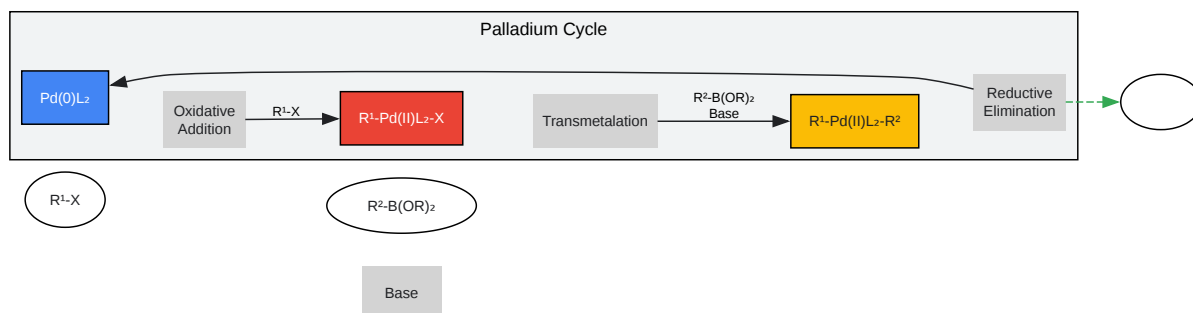 Palladium Cycle
Pd(0)L₂
Oxidative
Addition
R¹-X
R¹-Pd(II)L₂-X
Transmetalation
R²-B(OR)₂
Base
R¹-Pd(II)L₂-R²
Reductive
Elimination
R¹-X
R²-B(OR)₂
Base